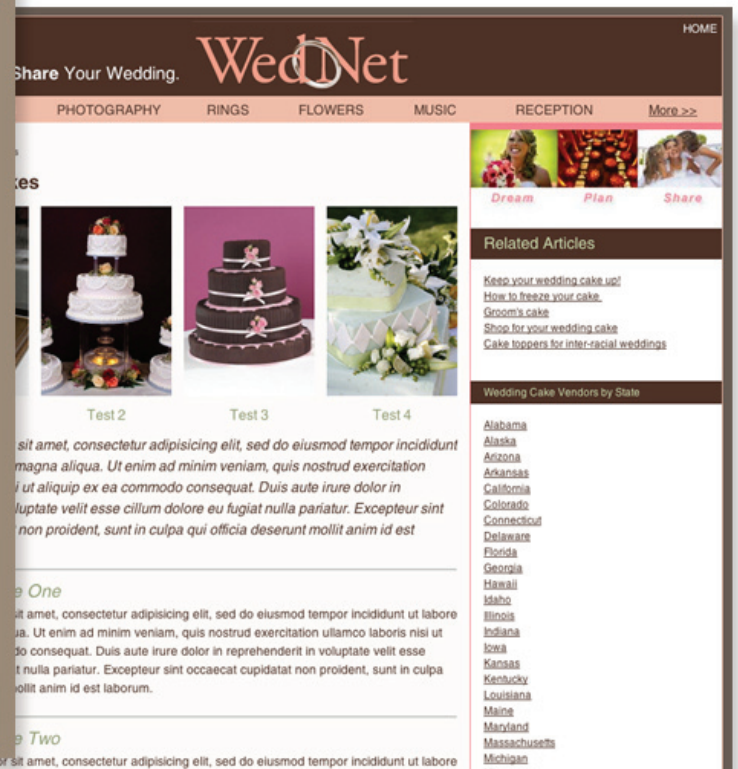 HOME
Share Your Wedding.
WedNet
PHOTOGRAPHY RINGS FLOWERS MUSIC RECEPTION More >>
Dream Plan Share
Related Articles
Keep your wedding cake up!
How to freeze your cake
Groom's cake
Shop for your wedding cake
Cake toppers for inter-racial weddings
Wedding Cake Vendors by State
Alabama
Alaska
Arizona
Arkansas
California
Colorado
Connecticut
Delaware
Florida
Georgia
Hawaii
Idaho
Illinois
Indiana
Iowa
Kansas
Kentucky
Louisiana
Maine
Maryland
Massachusetts
Michigan
kes
Test 2 Test 3 Test 4
sit amet, consectetur adipisicing elit, sed do eiusmod tempor incididunt
magna aliqua. Ut enim ad minim veniam, quis nostrud exercitation
i ut aliquip ex ea commodo consequat. Duis aute irure dolor in
luptate velit esse cillum dolore eu fugiat nulla pariatur. Excepteur sint
non proident, sunt in culpa qui officia deserunt mollit anim id est
e One
sit amet, consectetur adipisicing elit, sed do eiusmod tempor incididunt ut labore
ua. Ut enim ad minim veniam, quis nostrud exercitation ullamco laboris nisi ut
do consequat. Duis aute irure dolor in reprehenderit in voluptate velit esse
t nulla pariatur. Excepteur sint occaecat cupidatat non proident, sunt in culpa
mollit anim id est laborum.
e Two
or sit amet, consectetur adipisicing elit, sed do eiusmod tempor incididunt ut labore